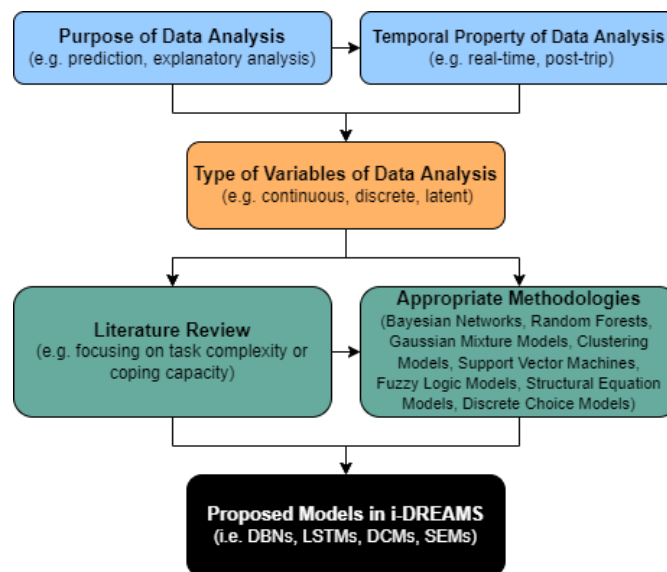 Purpose of Data Analysis
(e.g. prediction, explanatory analysis)
Temporal Property of Data Analysis
(e.g. real-time, post-trip)
Type of Variables of Data Analysis
(e.g. continuous, discrete, latent)
Literature Review
(e.g. focusing on task complexity or
coping capacity)
Appropriate Methodologies
(Bayesian Networks, Random Forests,
Gaussian Mixture Models, Clustering
Models, Support Vector Machines,
Fuzzy Logic Models, Structural Equation
Models, Discrete Choice Models)
Proposed Models in i-DREAMS
(i.e. DBNs, LSTMs, DCMs, SEMs)